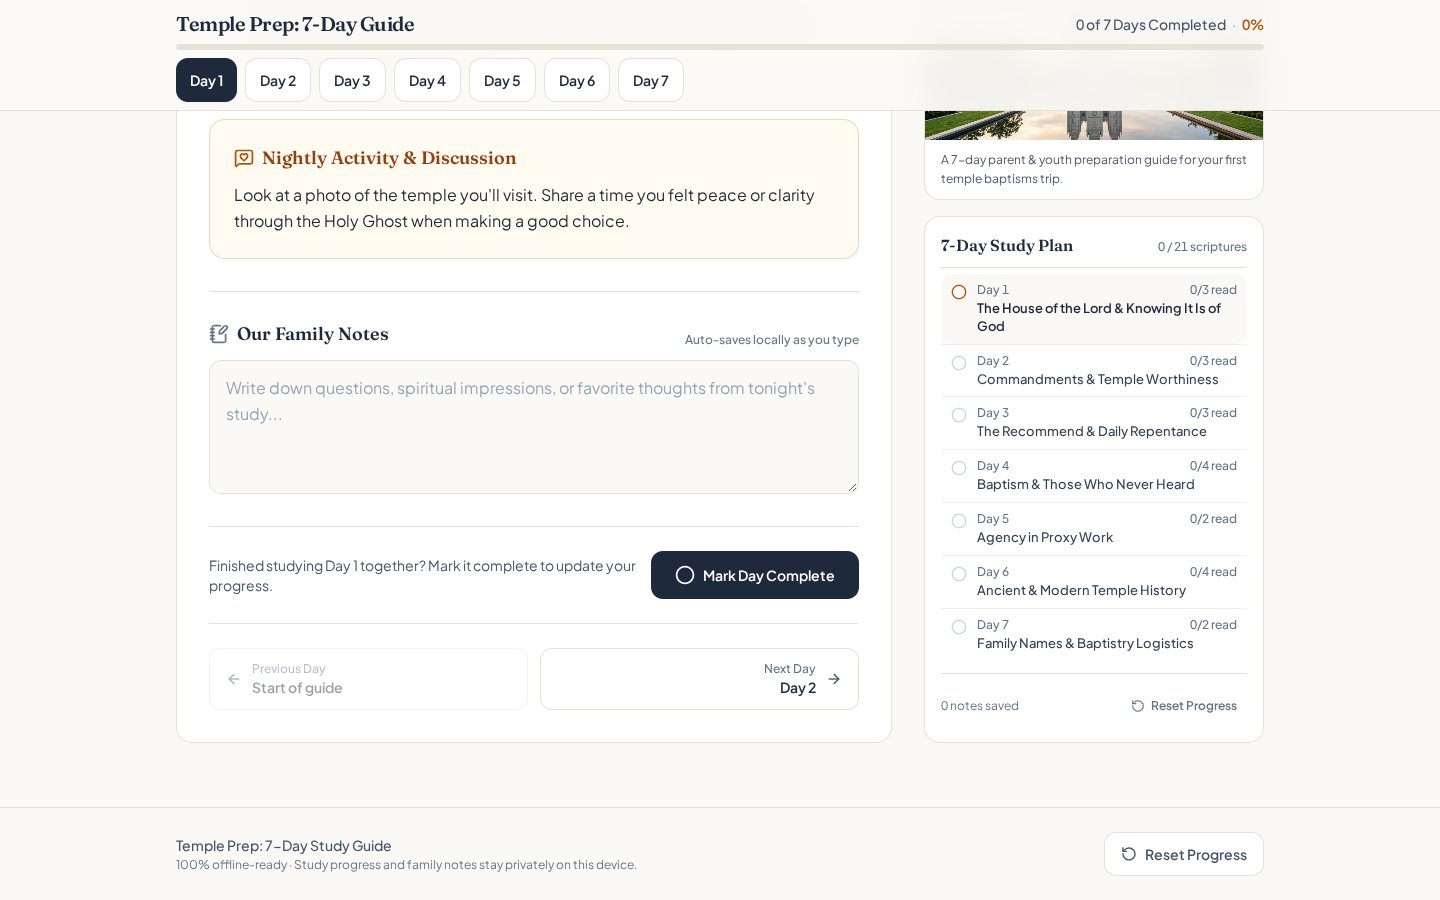 Temple Prep: 7-Day Guide
0 of 7 Days Completed · 0%
Day 1
Day 2
Day 3
Day 4
Day 5
Day 6
Day 7
Nightly Activity & Discussion
Look at a photo of the temple you'll visit. Share a time you felt peace or clarity
through the Holy Ghost when making a good choice.
Our Family Notes
Auto-saves locally as you type
Write down questions, spiritual impressions, or favorite thoughts from tonight's
study...
Finished studying Day 1 together? Mark it complete to update your
progress.
Mark Day Complete
Previous Day
Start of guide
Next Day
Day 2
A 7-day parent & youth preparation guide for your first
temple baptisms trip.
7-Day Study Plan
0 / 21 scriptures
Day 1
0/3 read
The House of the Lord & Knowing It Is of
God
Day 2
0/3 read
Commandments & Temple Worthiness
Day 3
0/3 read
The Recommend & Daily Repentance
Day 4
0/4 read
Baptism & Those Who Never Heard
Day 5
0/2 read
Agency in Proxy Work
Day 6
0/4 read
Ancient & Modern Temple History
Day 7
0/2 read
Family Names & Baptistry Logistics
0 notes saved
Reset Progress
Temple Prep: 7-Day Study Guide
100% offline-ready · Study progress and family notes stay privately on this device.
Reset Progress